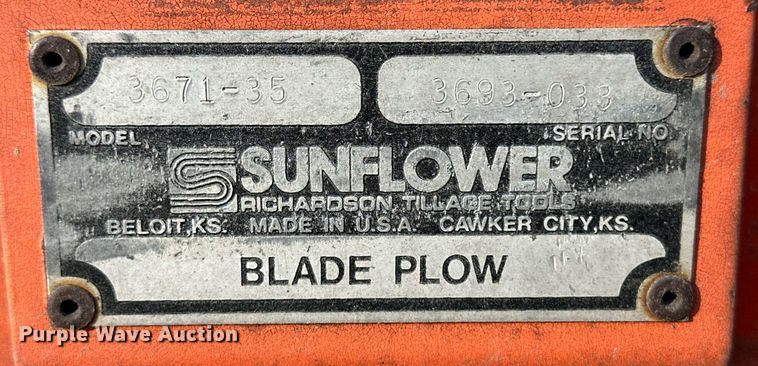 3671-35 3693-033
MODEL SERIAL NO.
SUNFLOWER
RICHARDSON TILLAGE TOOLS
BELOIT,KS. MADE IN U.S.A. CAWKER CITY,KS.
BLADE PLOW
Purple Wave Auction